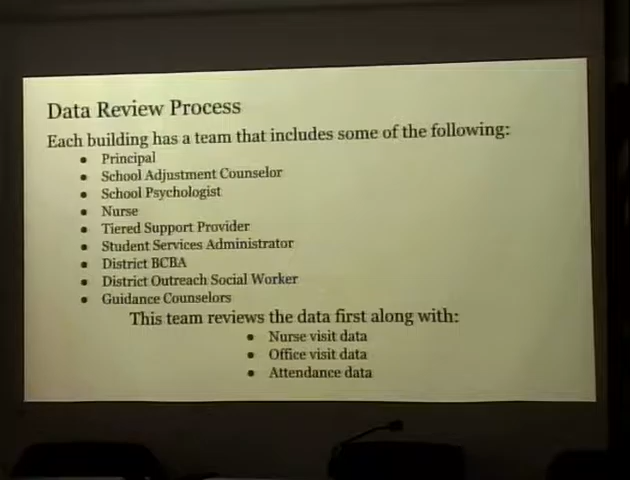 Data Review Process
Each building has a team that includes some of the following:
● Principal
● School Adjustment Counselor
● School Psychologist
● Nurse
● Tiered Support Provider
● Student Services Administrator
● District BCBA
● District Outreach Social Worker
● Guidance Counselors
This team reviews the data first along with:
● Nurse visit data
● Office visit data
● Attendance data